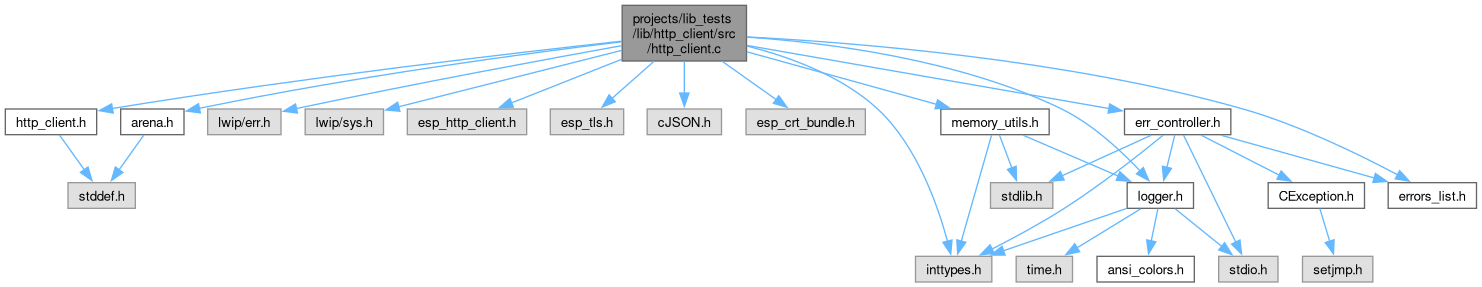 projects/lib_tests
/lib/http_client/src
/http_client.c
http_client.h
arena.h
lwip/err.h
lwip/sys.h
esp_http_client.h
esp_tls.h
cJSON.h
esp_crt_bundle.h
memory_utils.h
err_controller.h
stddef.h
stdlib.h
logger.h
CException.h
errors_list.h
inttypes.h
time.h
ansi_colors.h
stdio.h
setjmp.h